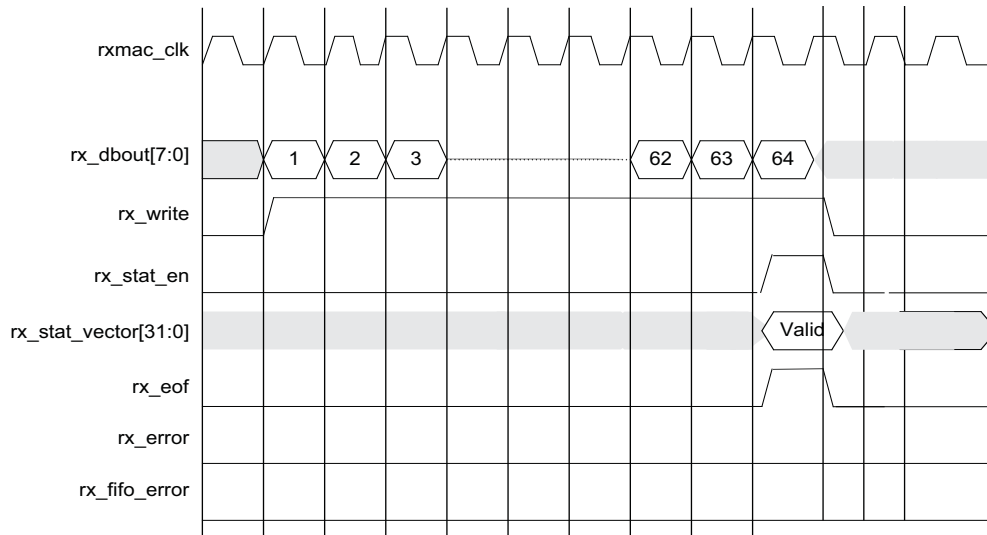 rxmac_clk
rx_dbout[7:0] 1 2 3 62 63 64
rx_write
rx_stat_en
rx_stat_vector[31:0] Valid
rx_eof
rx_error
rx_fifo_error